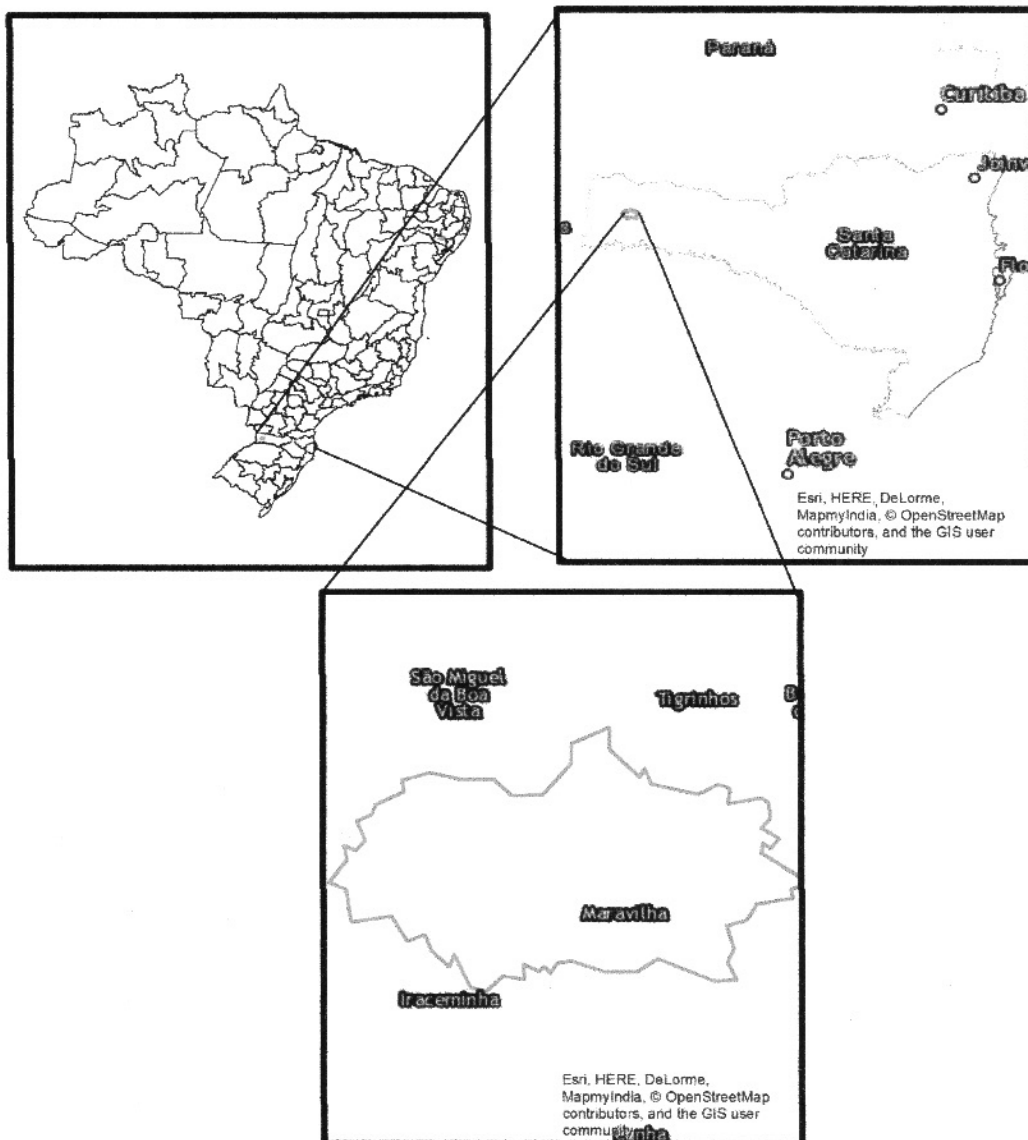 Paraná
Curitiba
Joinv
Santa
Catarina
Flo
s
Rio Grande
do Sul
Porto
Alegre
Esri, HERE, DeLorme,
MapmyIndia, © OpenStreetMap
contributors, and the GIS user
community
São Miguel
da Boa
Vista
Tigrinhos
B
Maravilha
Iraceminha
Esri, HERE, DeLorme,
MapmyIndia, © OpenStreetMap
contributors, and the GIS user
community